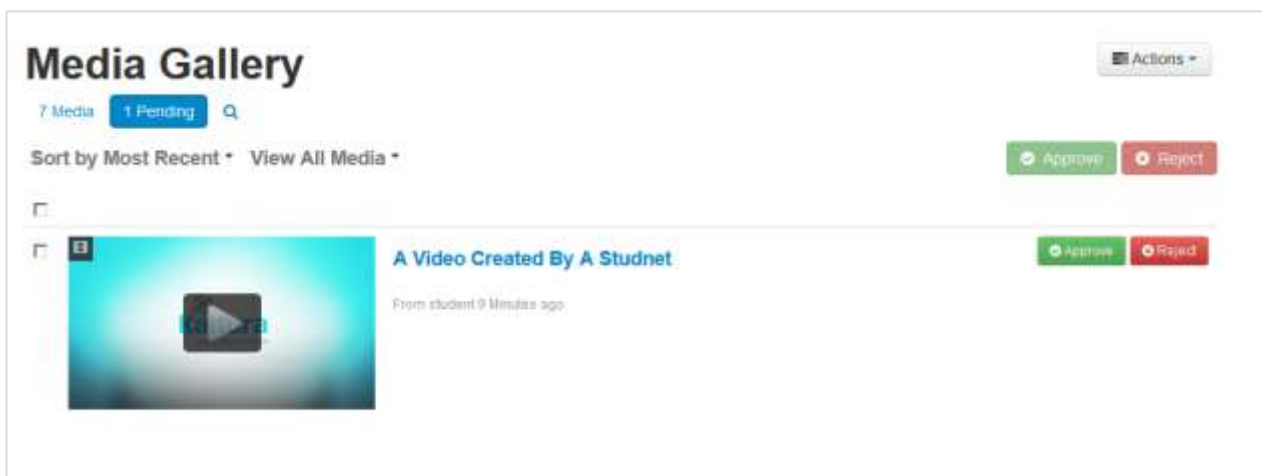 Media Gallery
Actions
7 Media 1 Pending
Sort by Most Recent View All Media
Approve Reject
A Video Created By A Studnet
Approve Reject
From student 9 Minutes ago